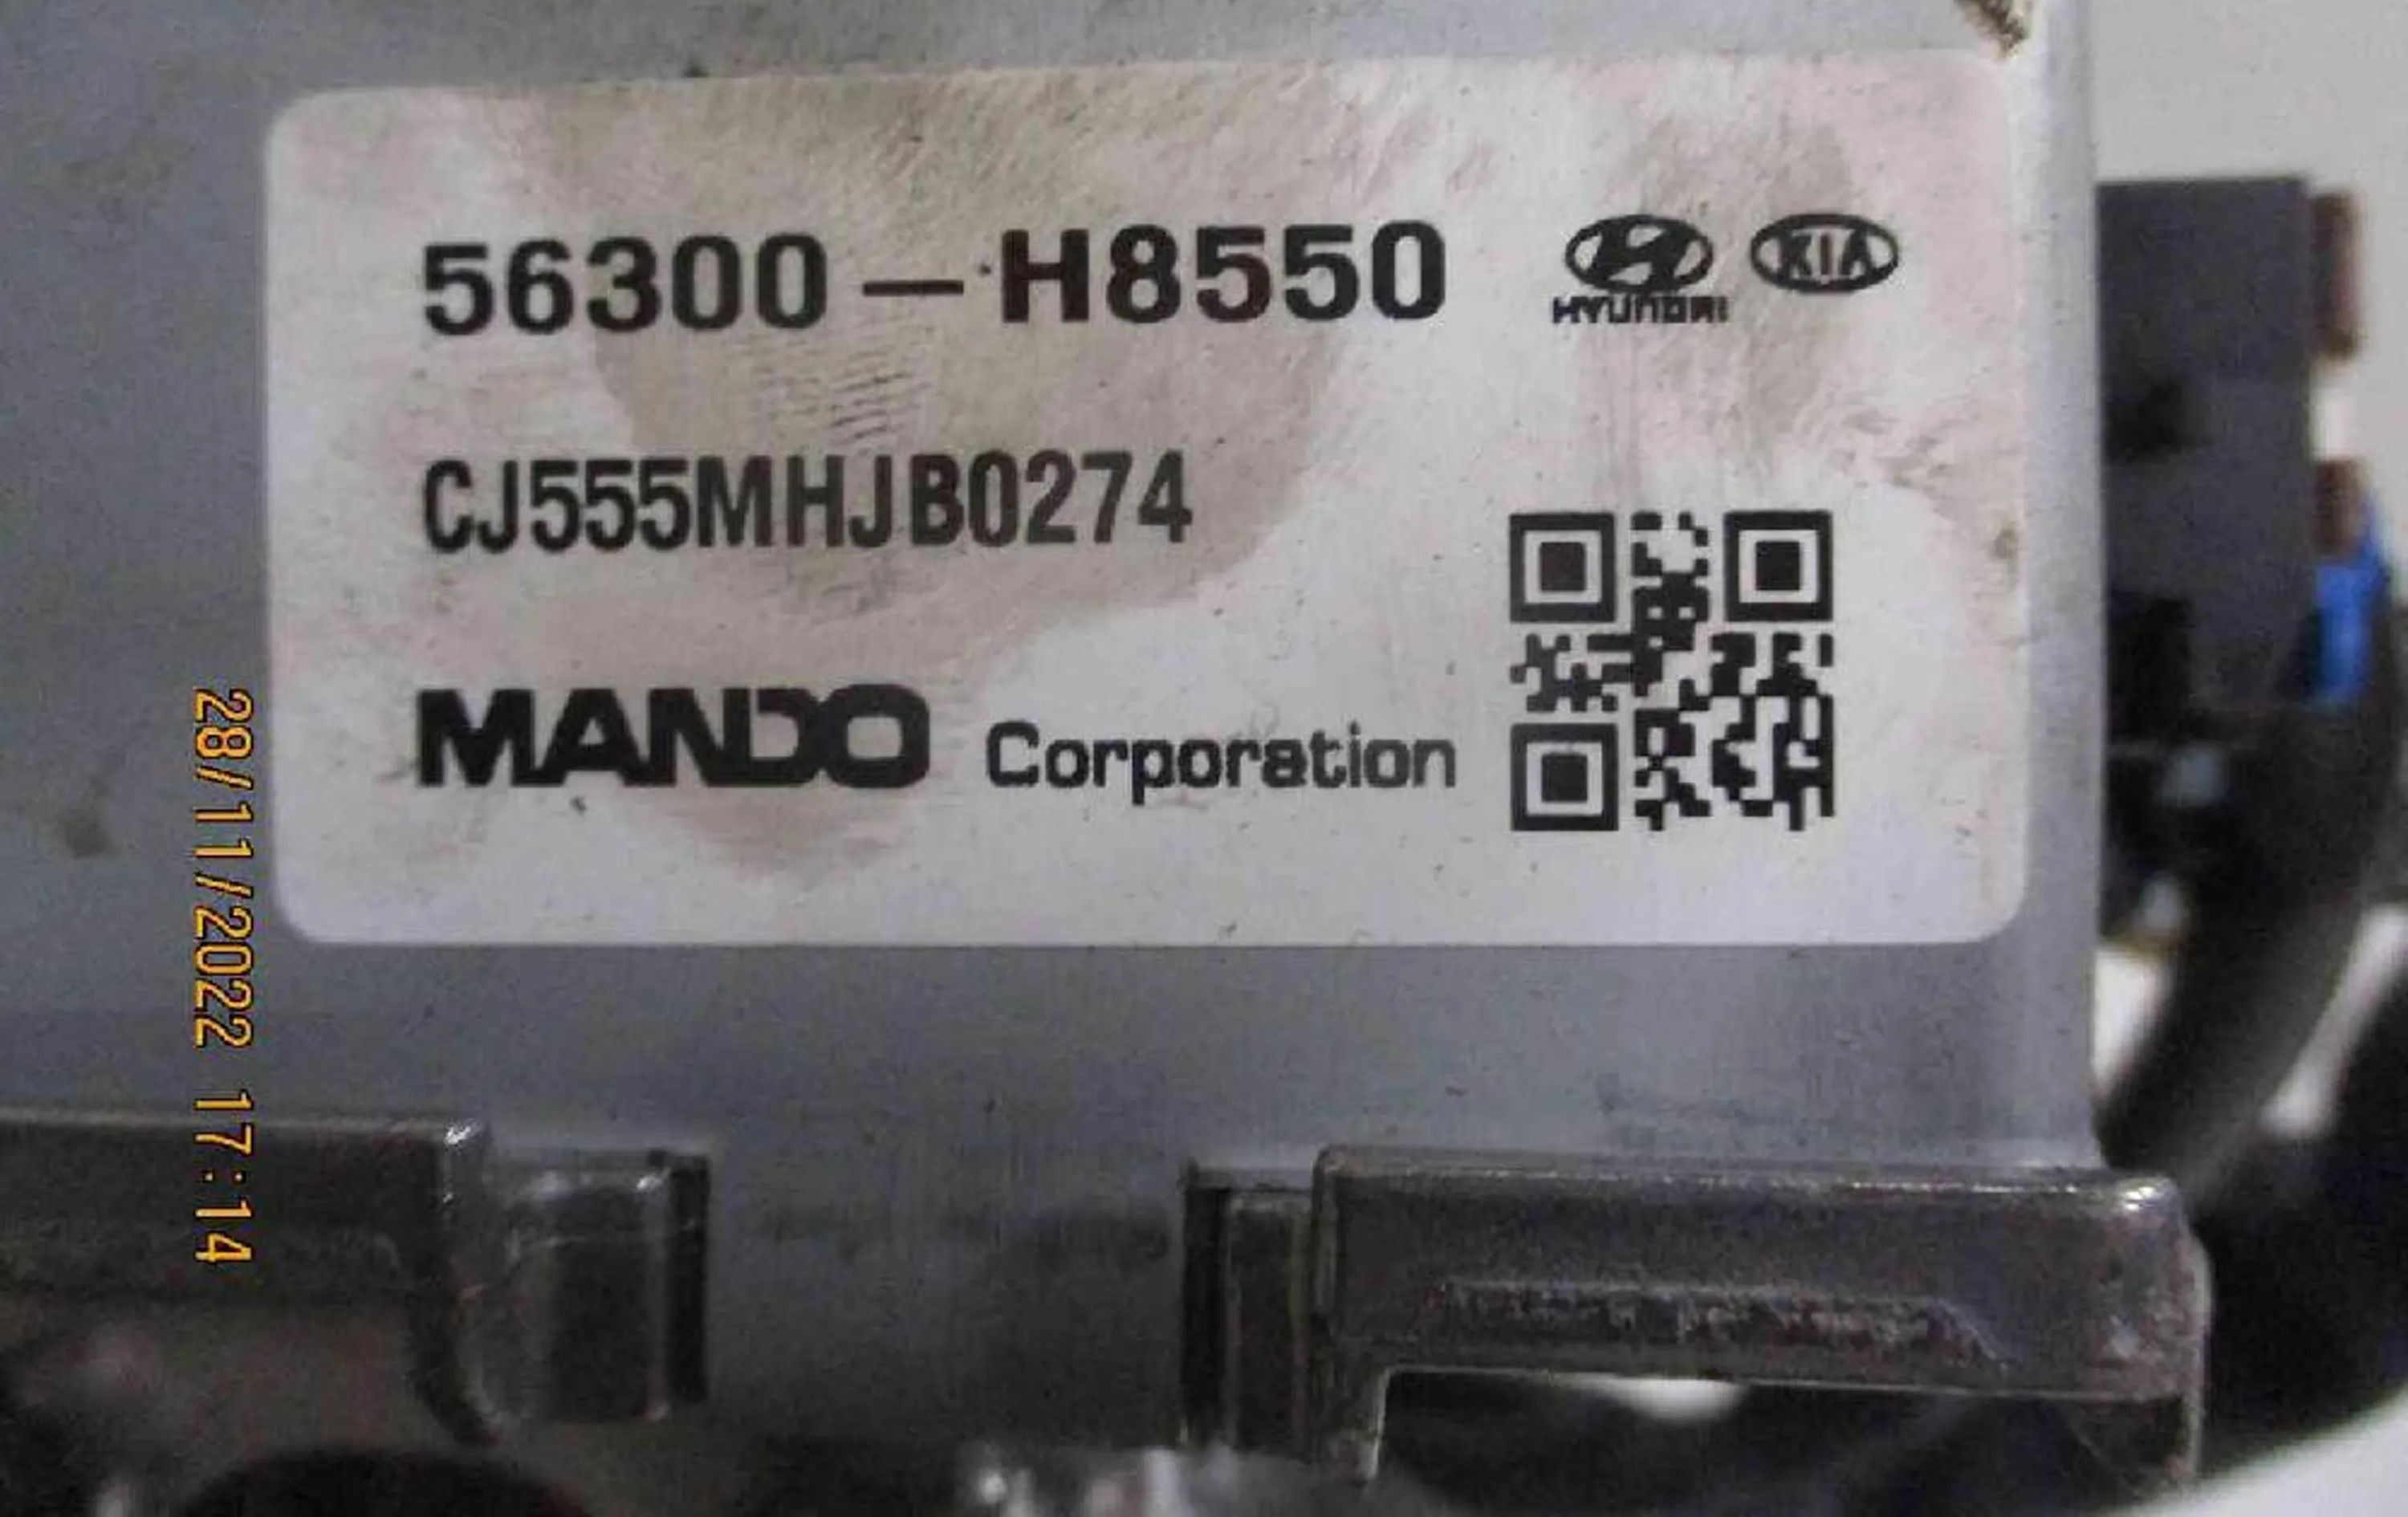 56300-H8550
HYUNDAI KIA
CJ555MHJB0274
MANDO Corporation
28/11/2022 17:14